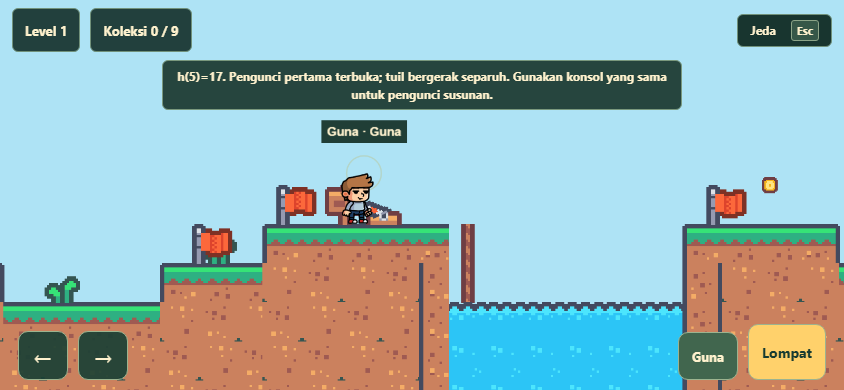 Level 1
Koleksi 0 / 9
Jeda
Esc
h(5)=17. Pengunci pertama terbuka; tuil bergerak separuh. Gunakan konsol yang sama
untuk pengunci susunan.
Guna · Guna
←
→
Guna
Lompat